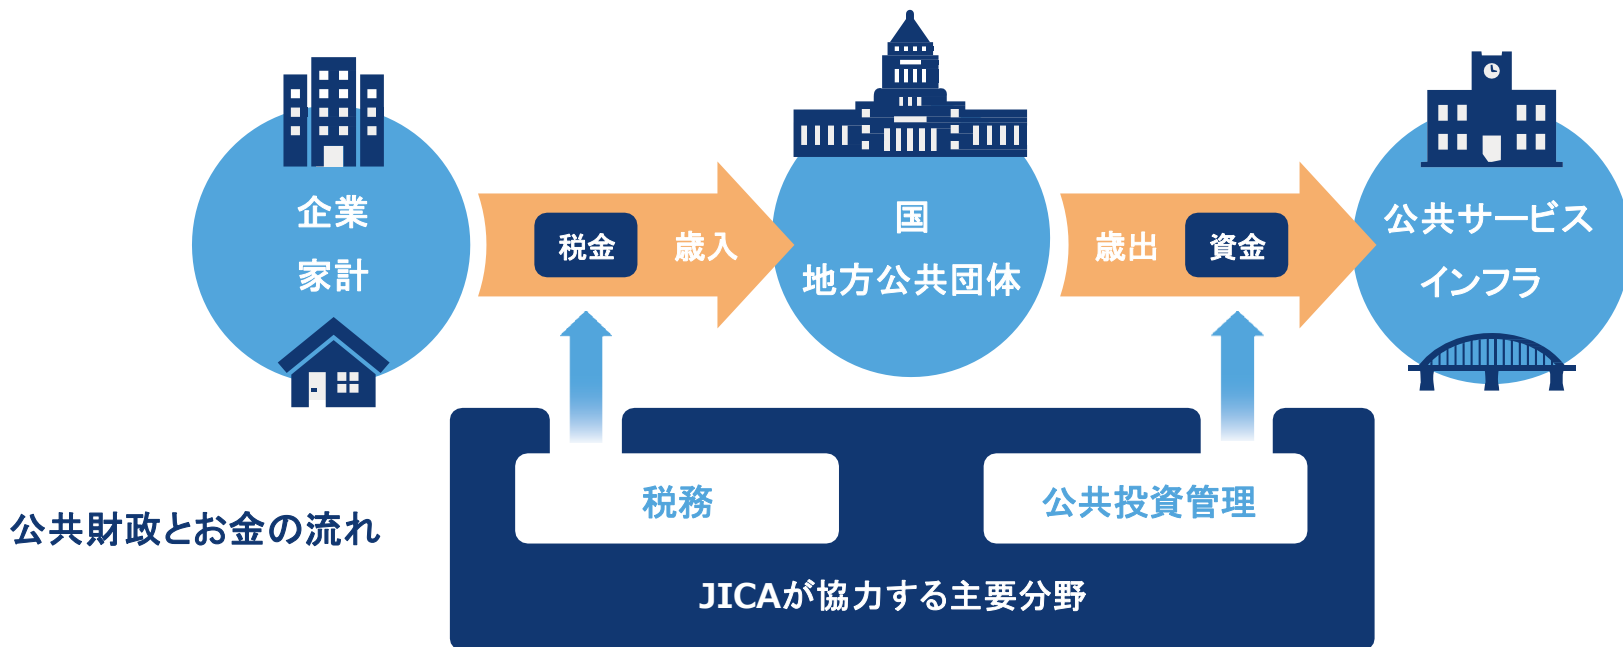 企業
家計
税金
歳入
国
地方公共団体
歳出
資金
公共サービス
インフラ
税務
公共投資管理
公共財政とお金の流れ
JICAが協力する主要分野